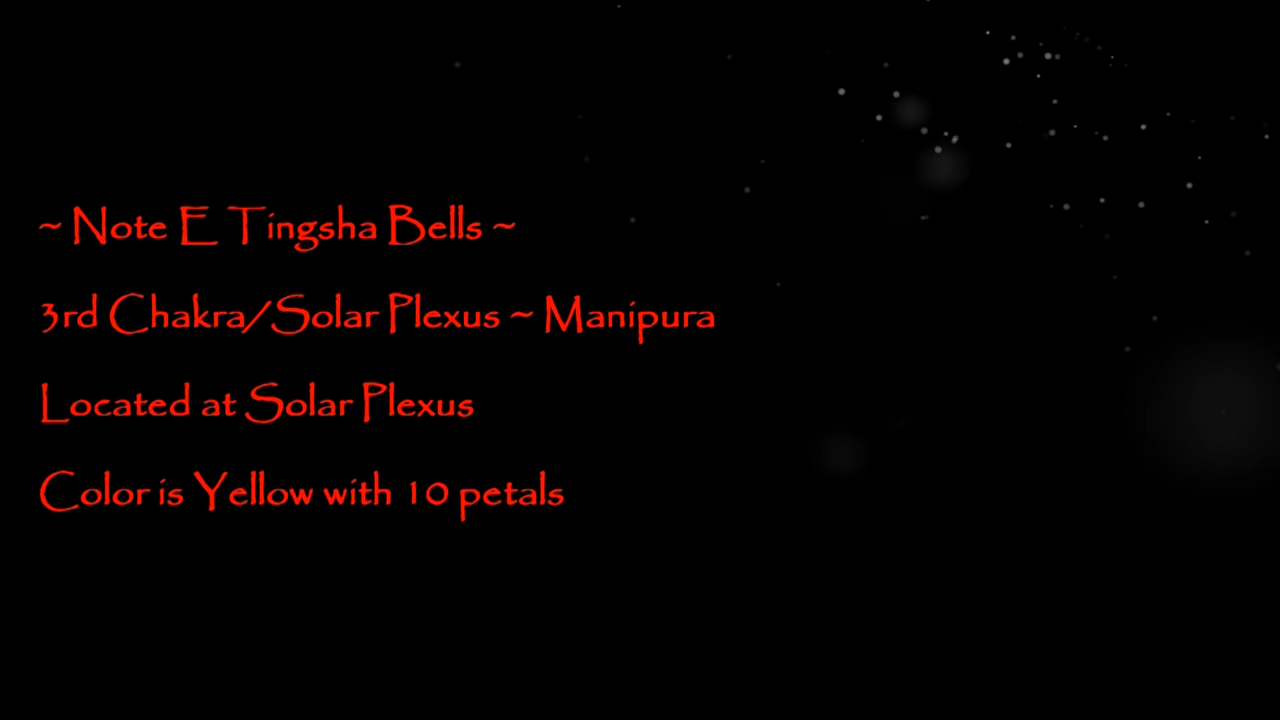 ~ Note E Tingsha Bells ~
3rd Chakra/Solar Plexus ~ Manipura
Located at Solar Plexus
Color is Yellow with 10 petals